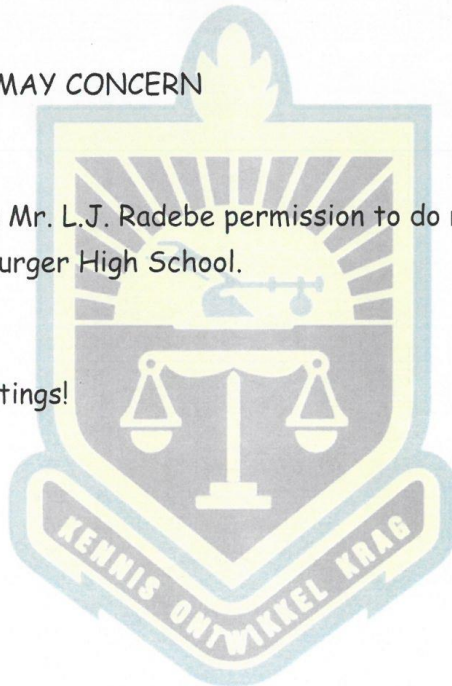 MAY CONCERN
Mr. L.J. Radebe permission to do
urger High School.
tings!
KENNIS ONTWIKKEL KRAG